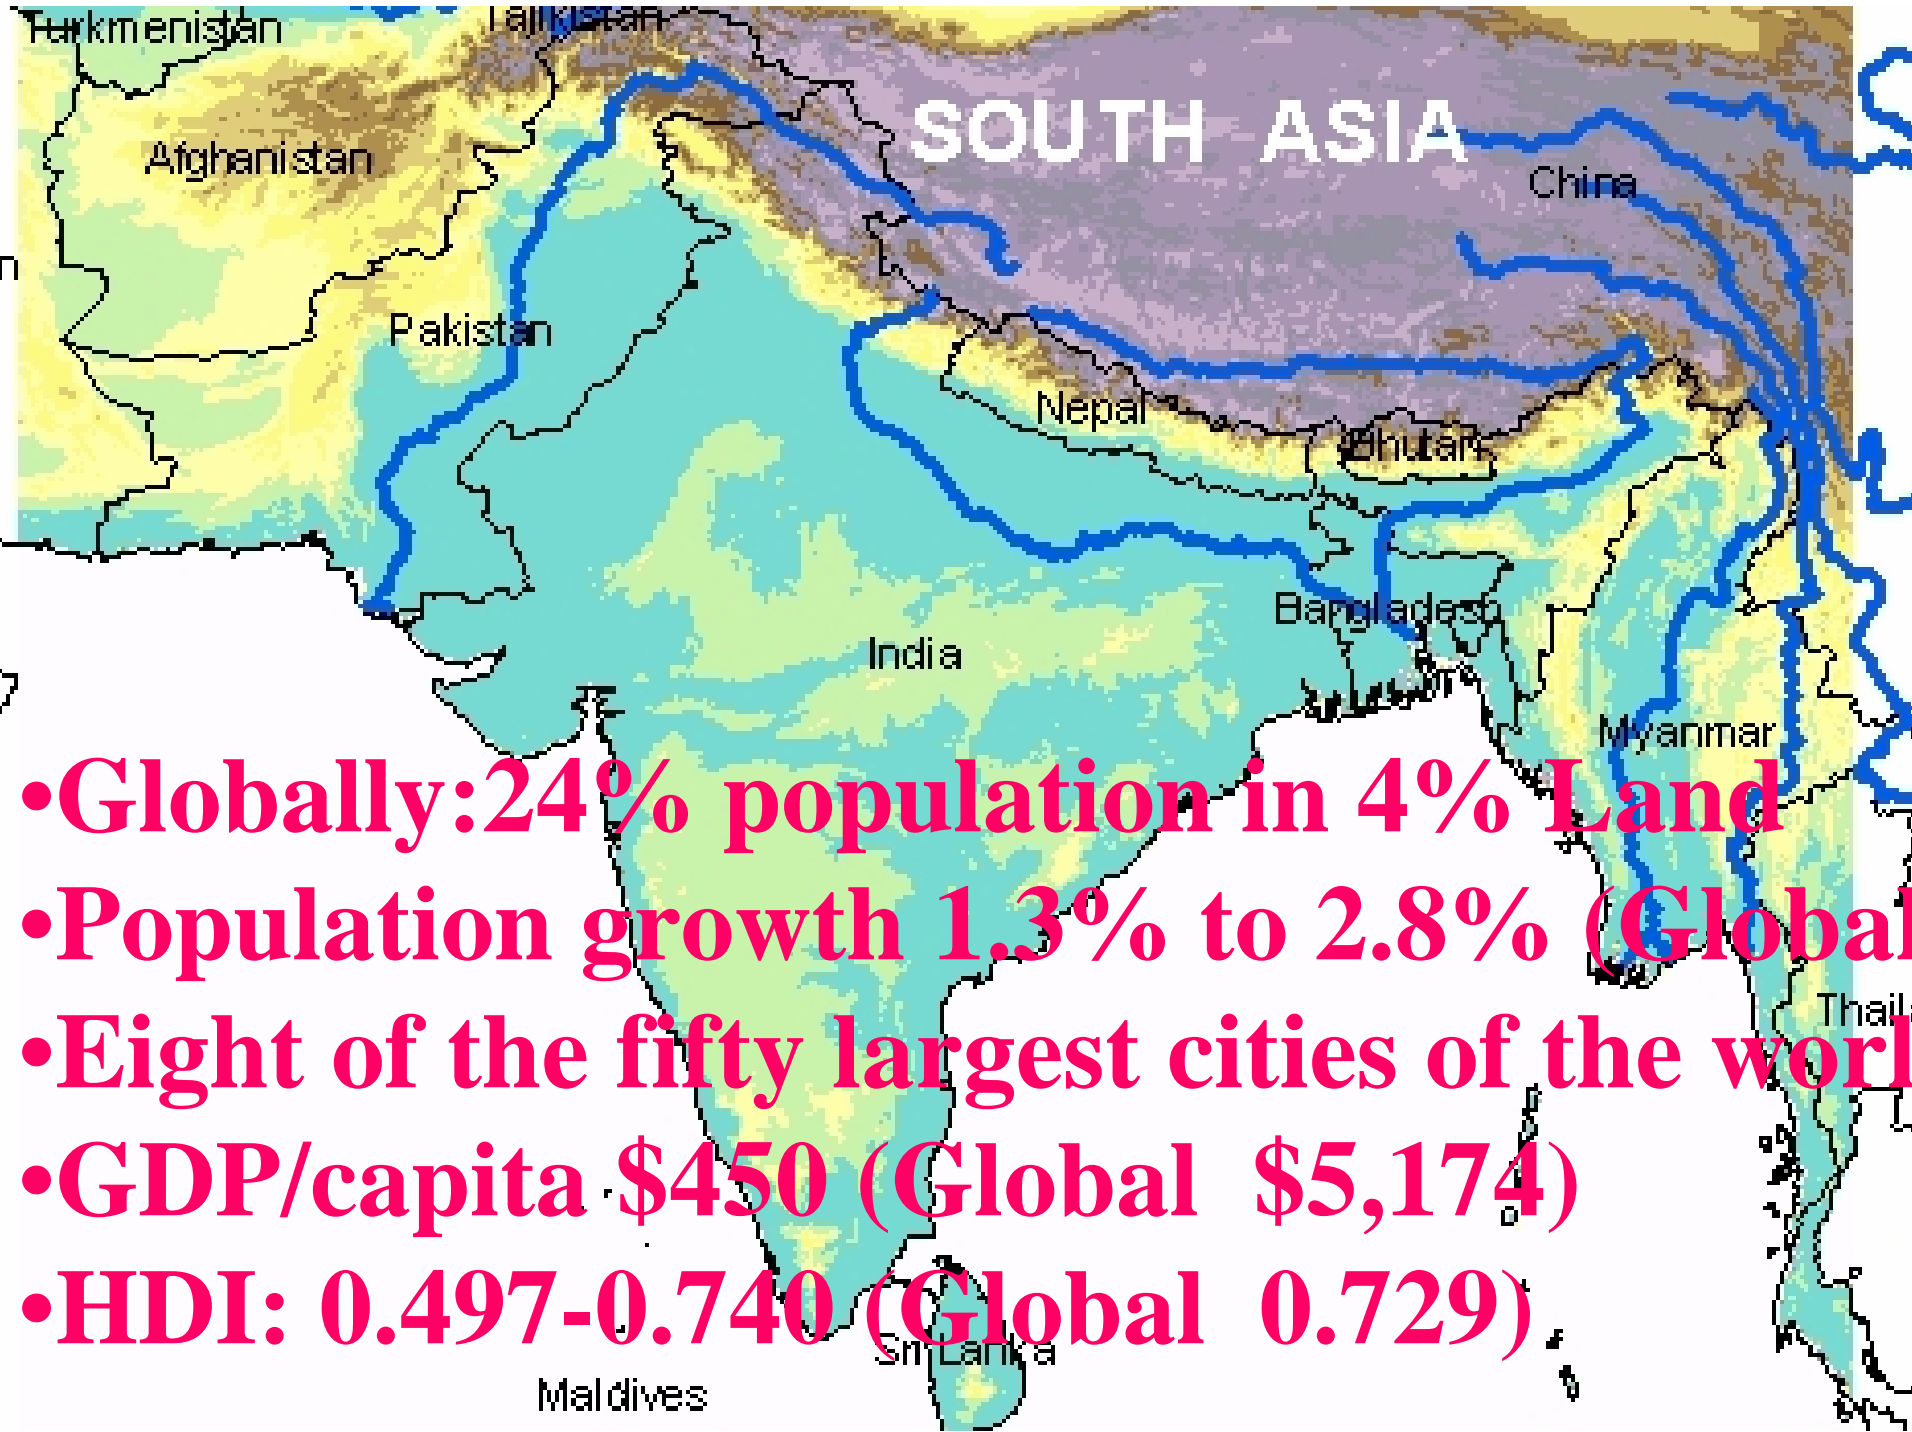 Turkmenistan
Tajikistan
SOUTH ASIA
Afghanistan
China
Pakistan
Nepal
Bhutan
Bangladesh
India
Myanmar
•Globally:24% population in 4% Land
•Population growth 1.3% to 2.8% (Global
•Eight of the fifty largest cities of the worl
Thail
•GDP/capita $450 (Global $5,174)
•HDI: 0.497-0.740 (Global 0.729)
Sri Lanka
Maldives